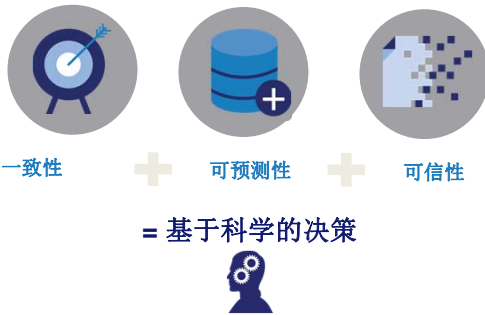 一致性 + 可预测性 + 可信性
= 基于科学的决策